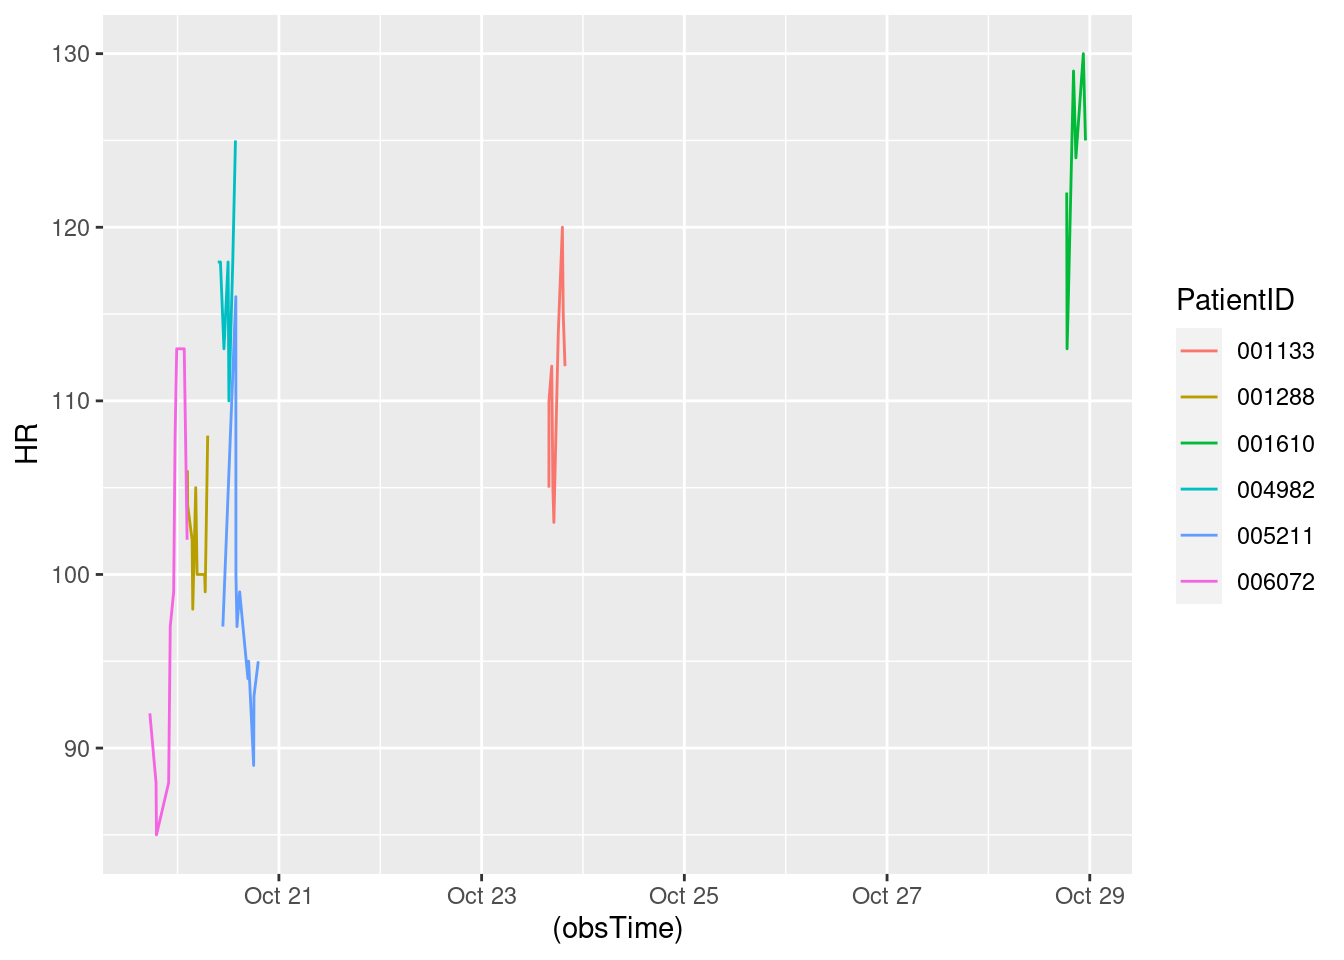 130
120
110
100
90
HR
Oct 21
Oct 23
Oct 25
Oct 27
Oct 29
(obsTime)
PatientID
001133
001288
001610
004982
005211
006072